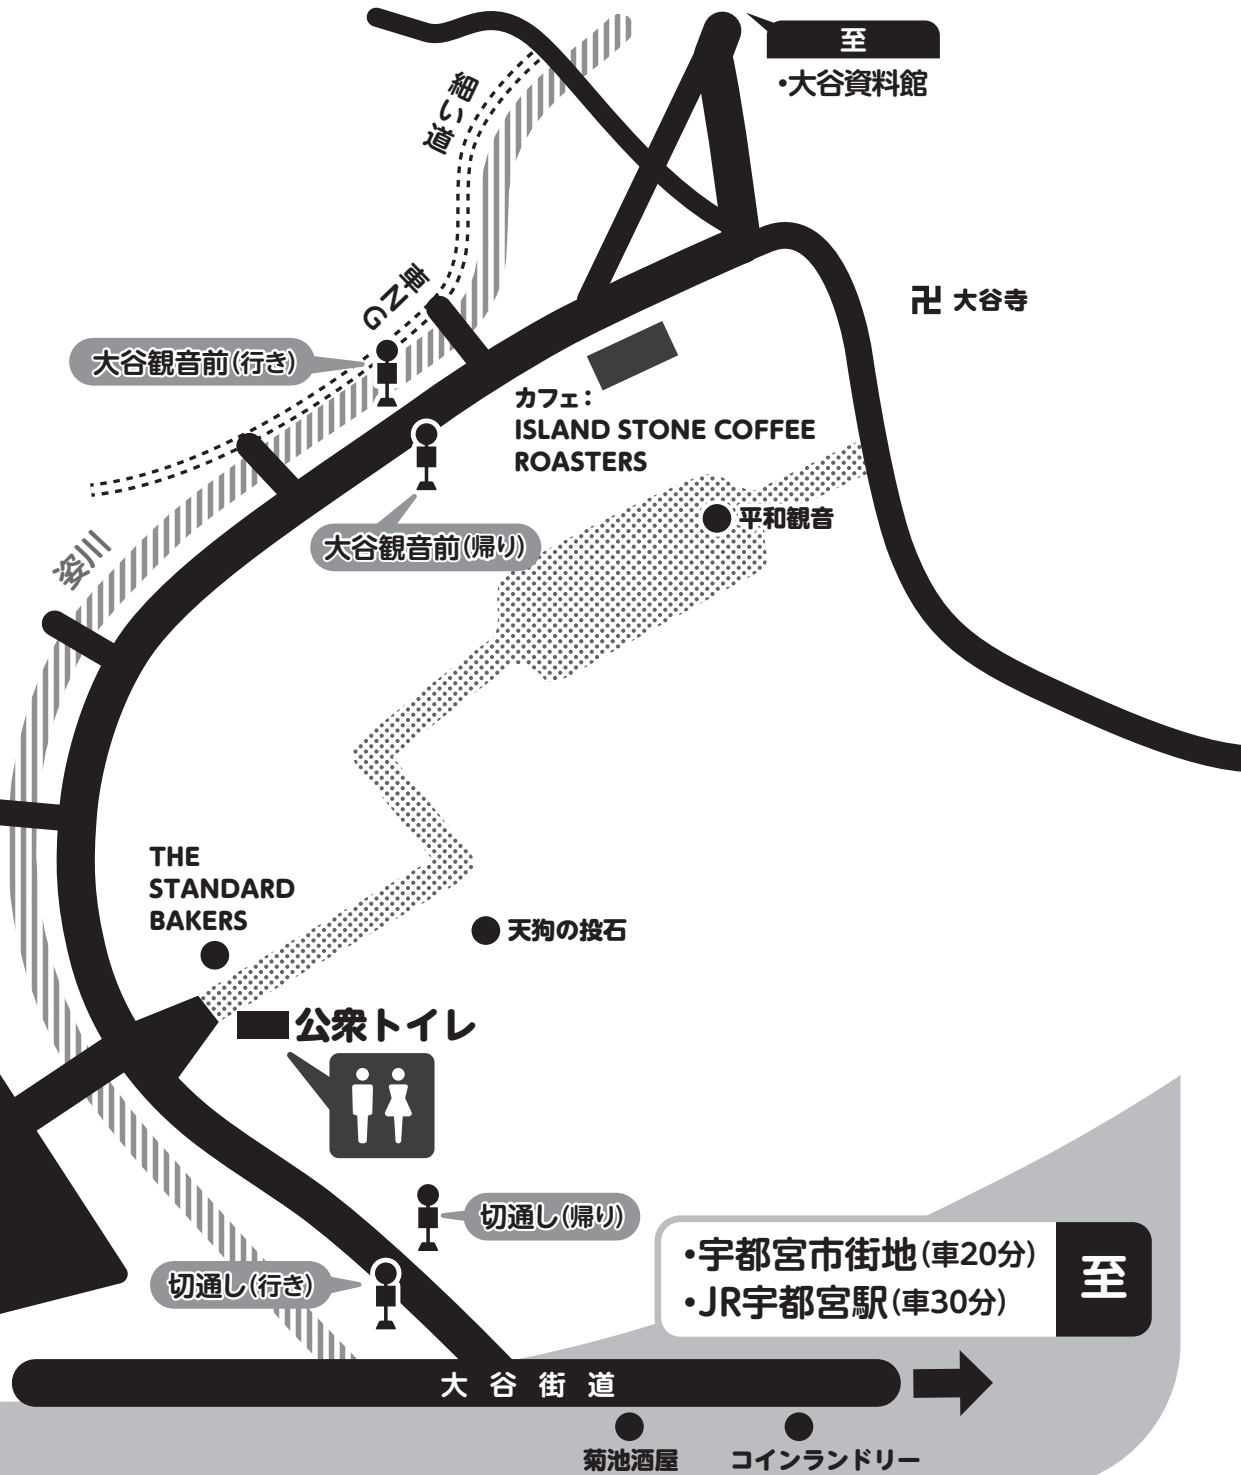 至
・大谷資料館
細い道
車NG
卍 大谷寺
大谷観音前(行き)
カフェ：
ISLAND STONE COFFEE
ROASTERS
平和観音
大谷観音前(帰り)
姿川
THE
STANDARD
BAKERS
天狗の投石
公衆トイレ
切通し(帰り)
切通し(行き)
・宇都宮市街地(車20分)
・JR宇都宮駅(車30分)
至
大谷街道
菊池酒屋
コインランドリー